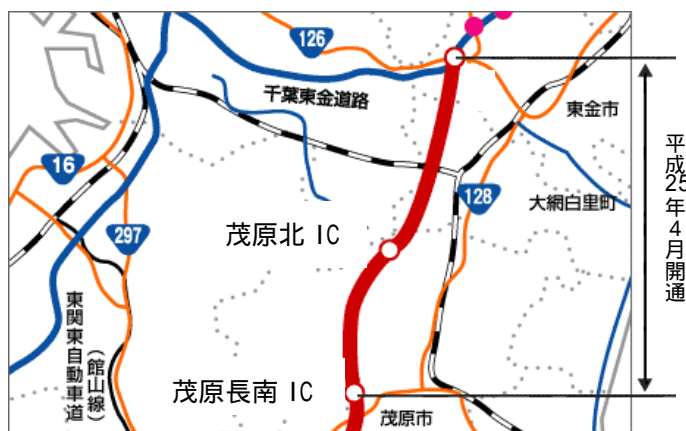 126
千葉東金道路
東金市
16
128
大網白里町
297
茂原北 IC
平成25年4月開通
東関東自動車道
(館山線)
茂原長南 IC
茂原市